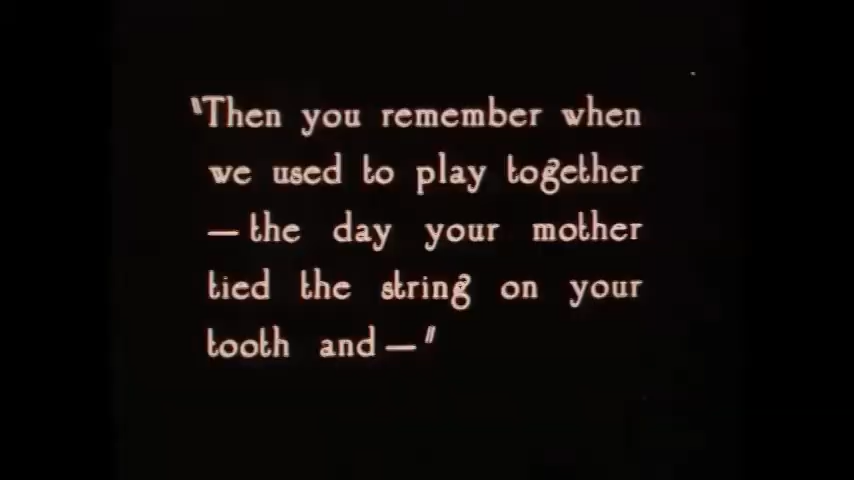 "Then you remember when
we used to play together
— the day your mother
tied the string on your
tooth and — "